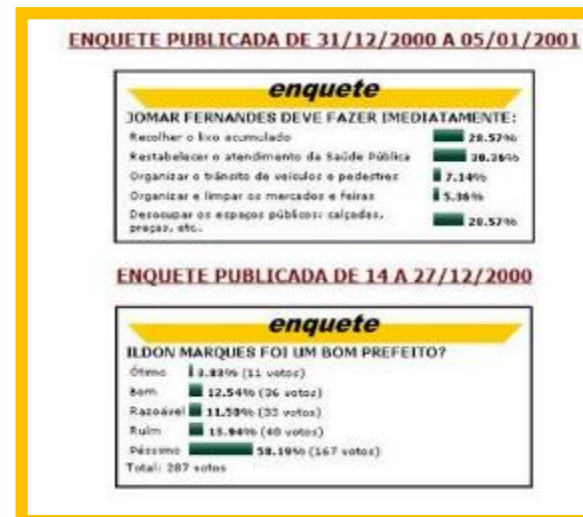 ENQUETE PUBLICADA DE 31/12/2000 A 05/01/2001
enquete
JOMAR FERNANDES DEVE FAZER IMEDIATAMENTE:
Recolher o lixo acumulado 28.57%
Restabelecer o atendimento da Saúde Pública 30.36%
Organizar o trânsito de veículos e pedestres 7.14%
Organizar e limpar os mercados e feiras 5.36%
Desocupar os espaços públicos: calçadas,
praças, etc.. 28.57%
ENQUETE PUBLICADA DE 14 A 27/12/2000
enquete
ILDON MARQUES FOI UM BOM PREFEITO?
Ótimo 3.83% (11 votos)
Bom 12.54% (36 votos)
Razoável 11.50% (33 votos)
Ruim 13.94% (40 votos)
Péssimo 58.19% (167 votos)
Total: 287 votos